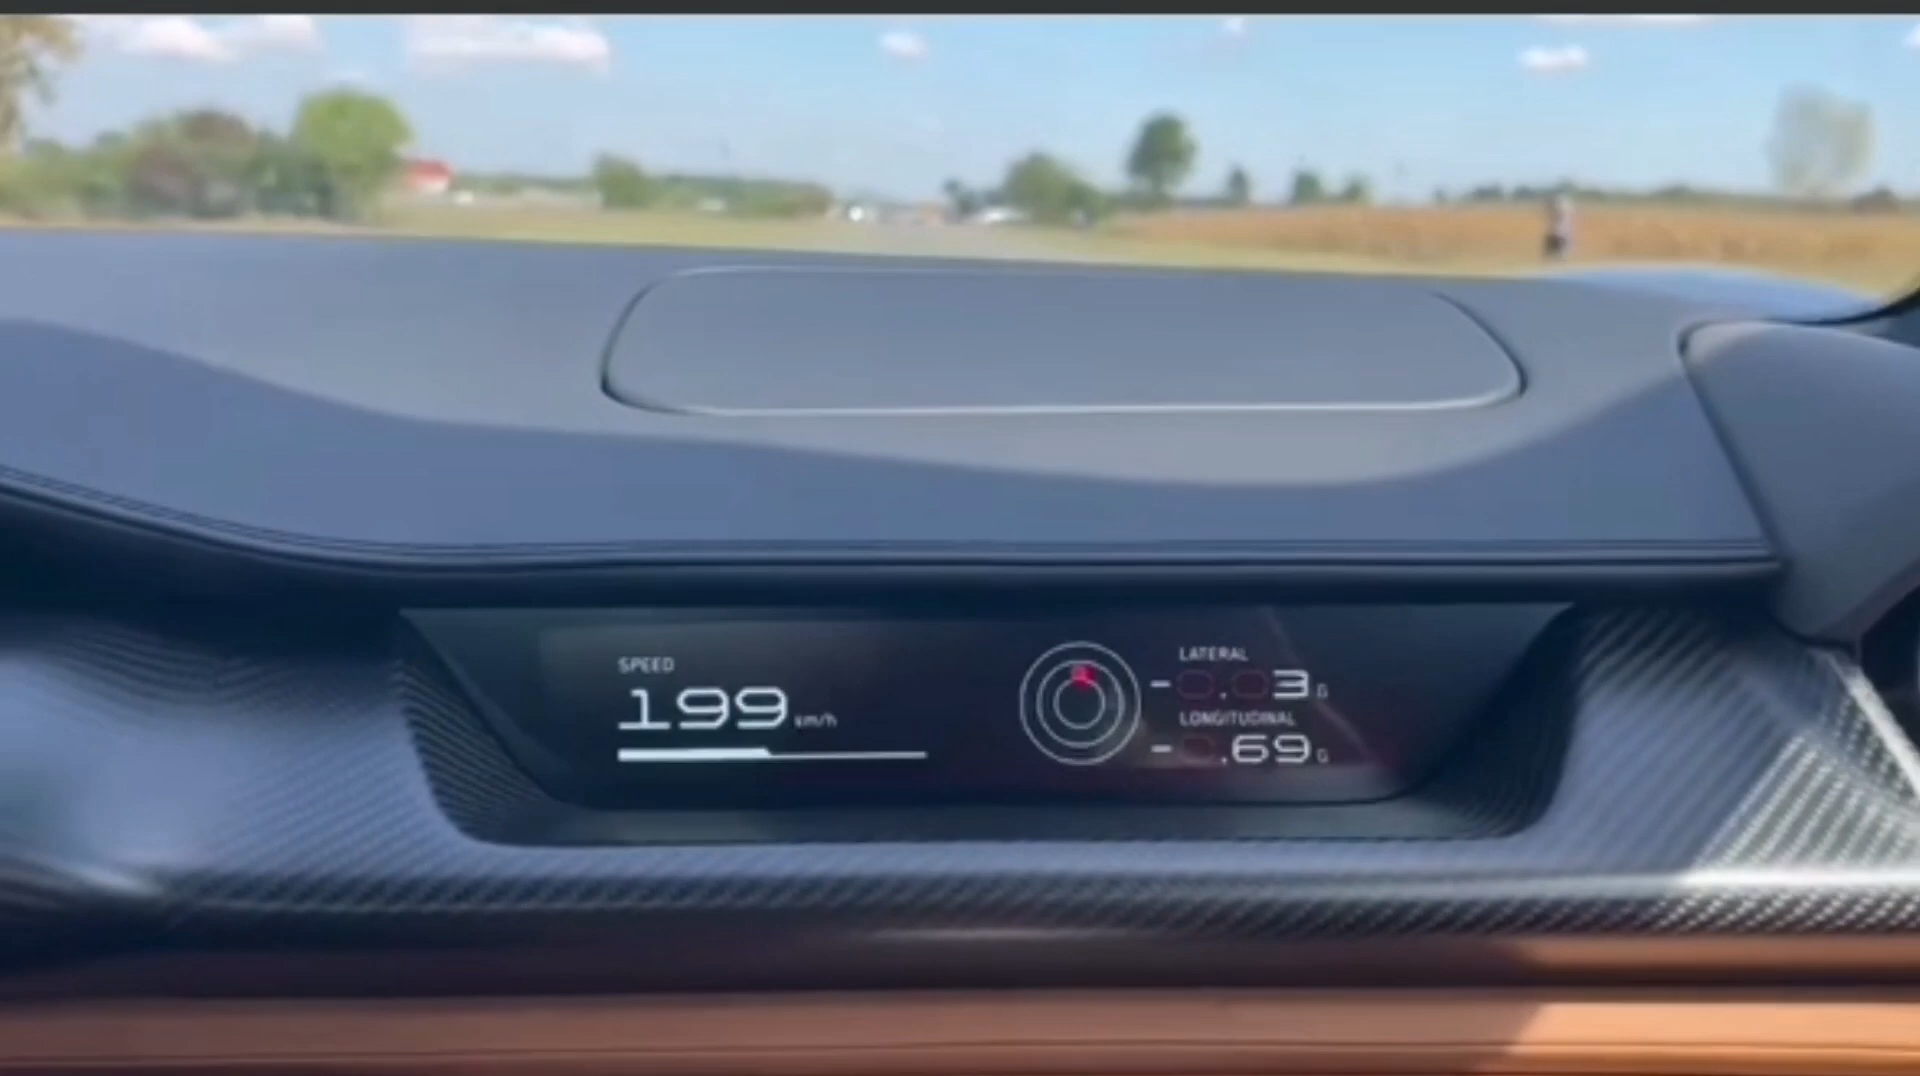 SPEED
199 km/h
LATERAL
-0.03 G
LONGITUDINAL
-0.69 G